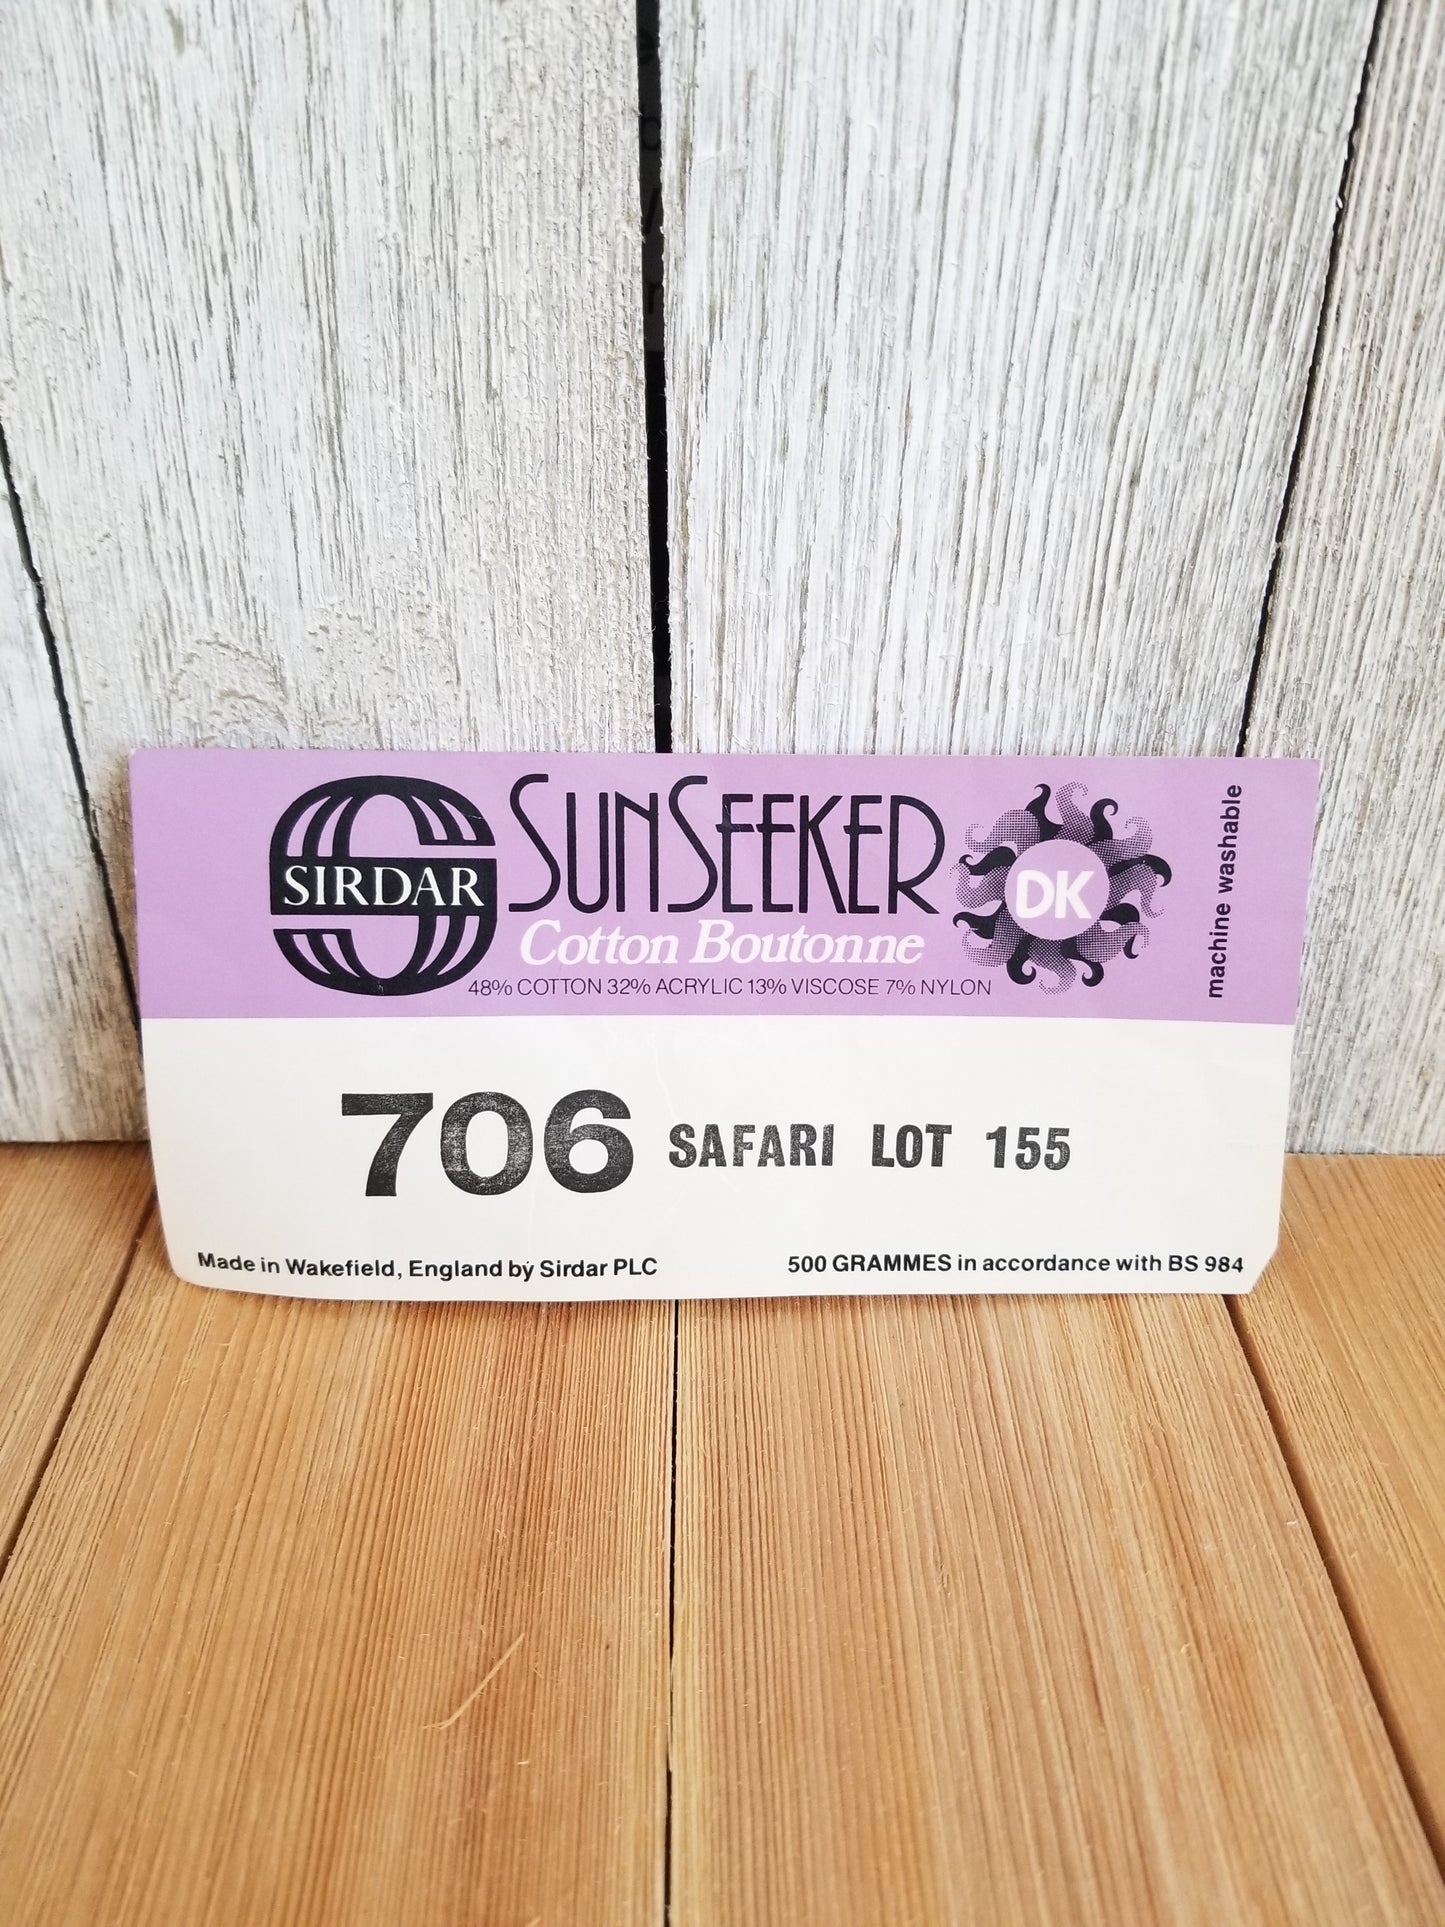 SIRDAR
SUNSEEKER
Cotton Boutonne
48% COTTON 32% ACRYLIC 13% VISCOSE 7% NYLON
DK
machine washable
706 SAFARI LOT 155
Made in Wakefield, England by Sirdar PLC
500 GRAMMES in accordance with BS 984